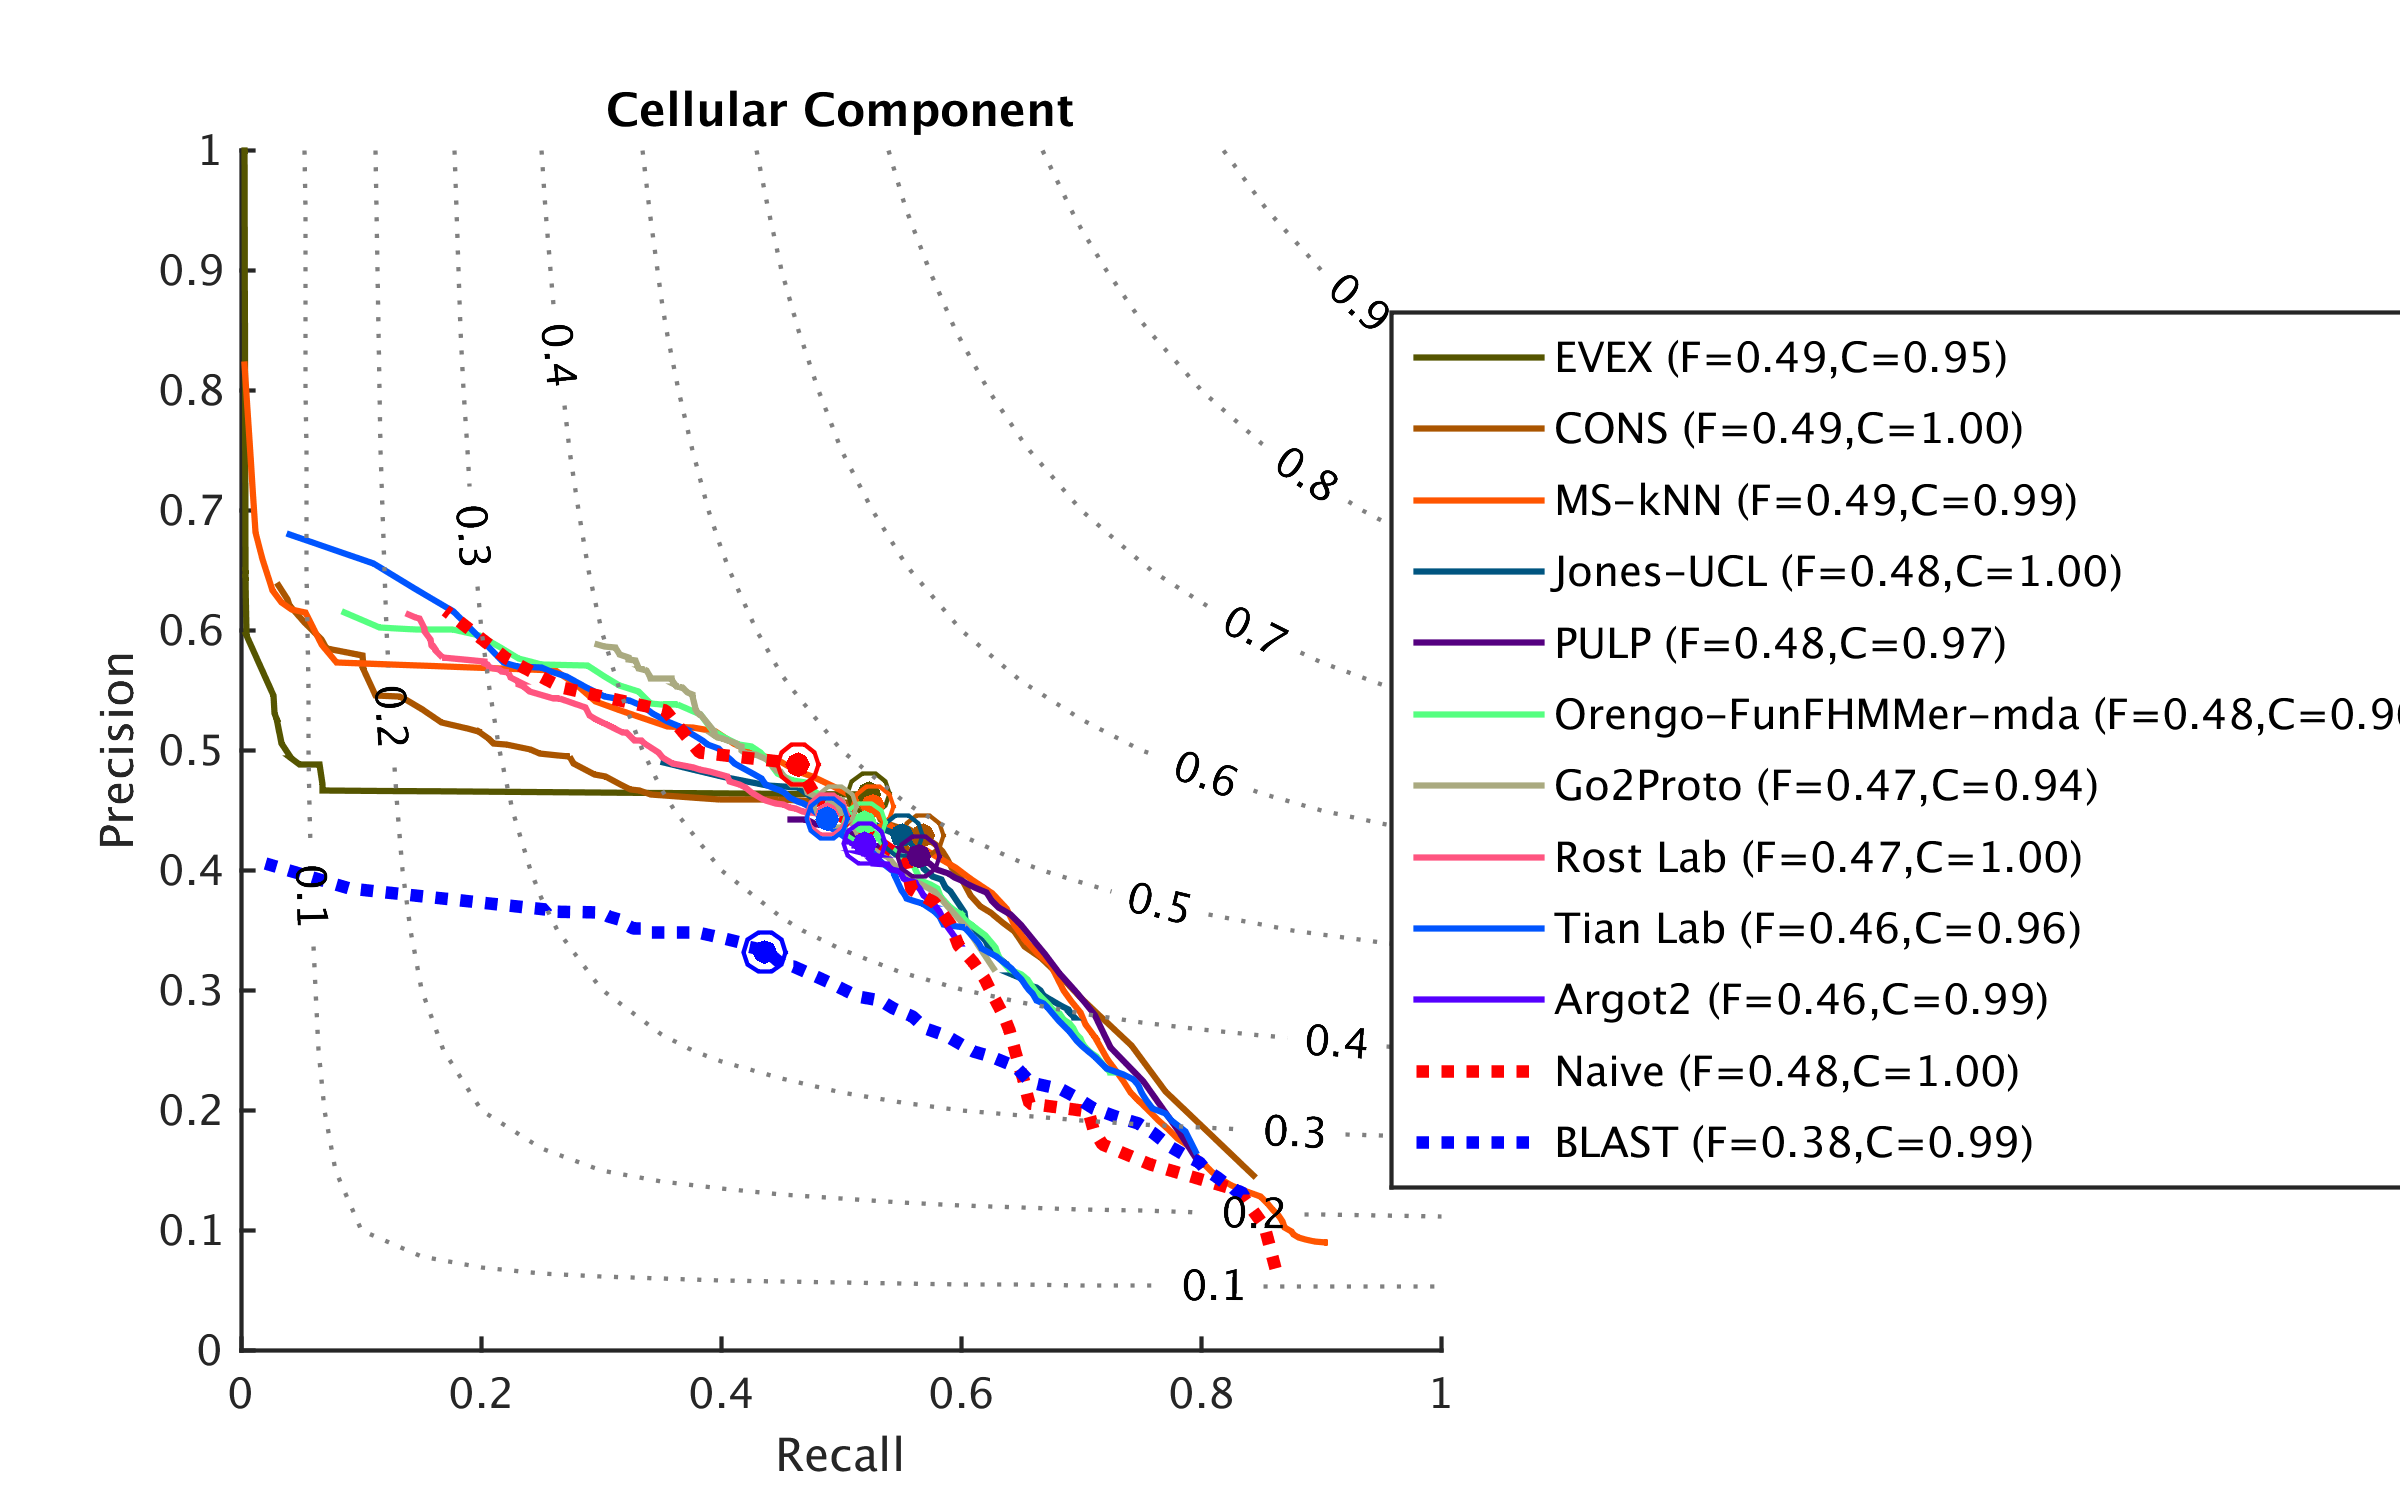 Cellular Component
Precision
1
0.9
0.8
0.7
0.6
0.5
0.4
0.3
0.2
0.1
0
0 0.2 0.4 0.6 0.8 1
Recall
0.1
0.2
0.3
0.4
0.9
0.8
0.7
0.6
0.5
0.4
0.3
0.2
0.1
EVEX (F=0.49,C=0.95)
CONS (F=0.49,C=1.00)
MS-kNN (F=0.49,C=0.99)
Jones-UCL (F=0.48,C=1.00)
PULP (F=0.48,C=0.97)
Orengo-FunFHMMer-mda (F=0.48,C=0.9
Go2Proto (F=0.47,C=0.94)
Rost Lab (F=0.47,C=1.00)
Tian Lab (F=0.46,C=0.96)
Argot2 (F=0.46,C=0.99)
Naive (F=0.48,C=1.00)
BLAST (F=0.38,C=0.99)